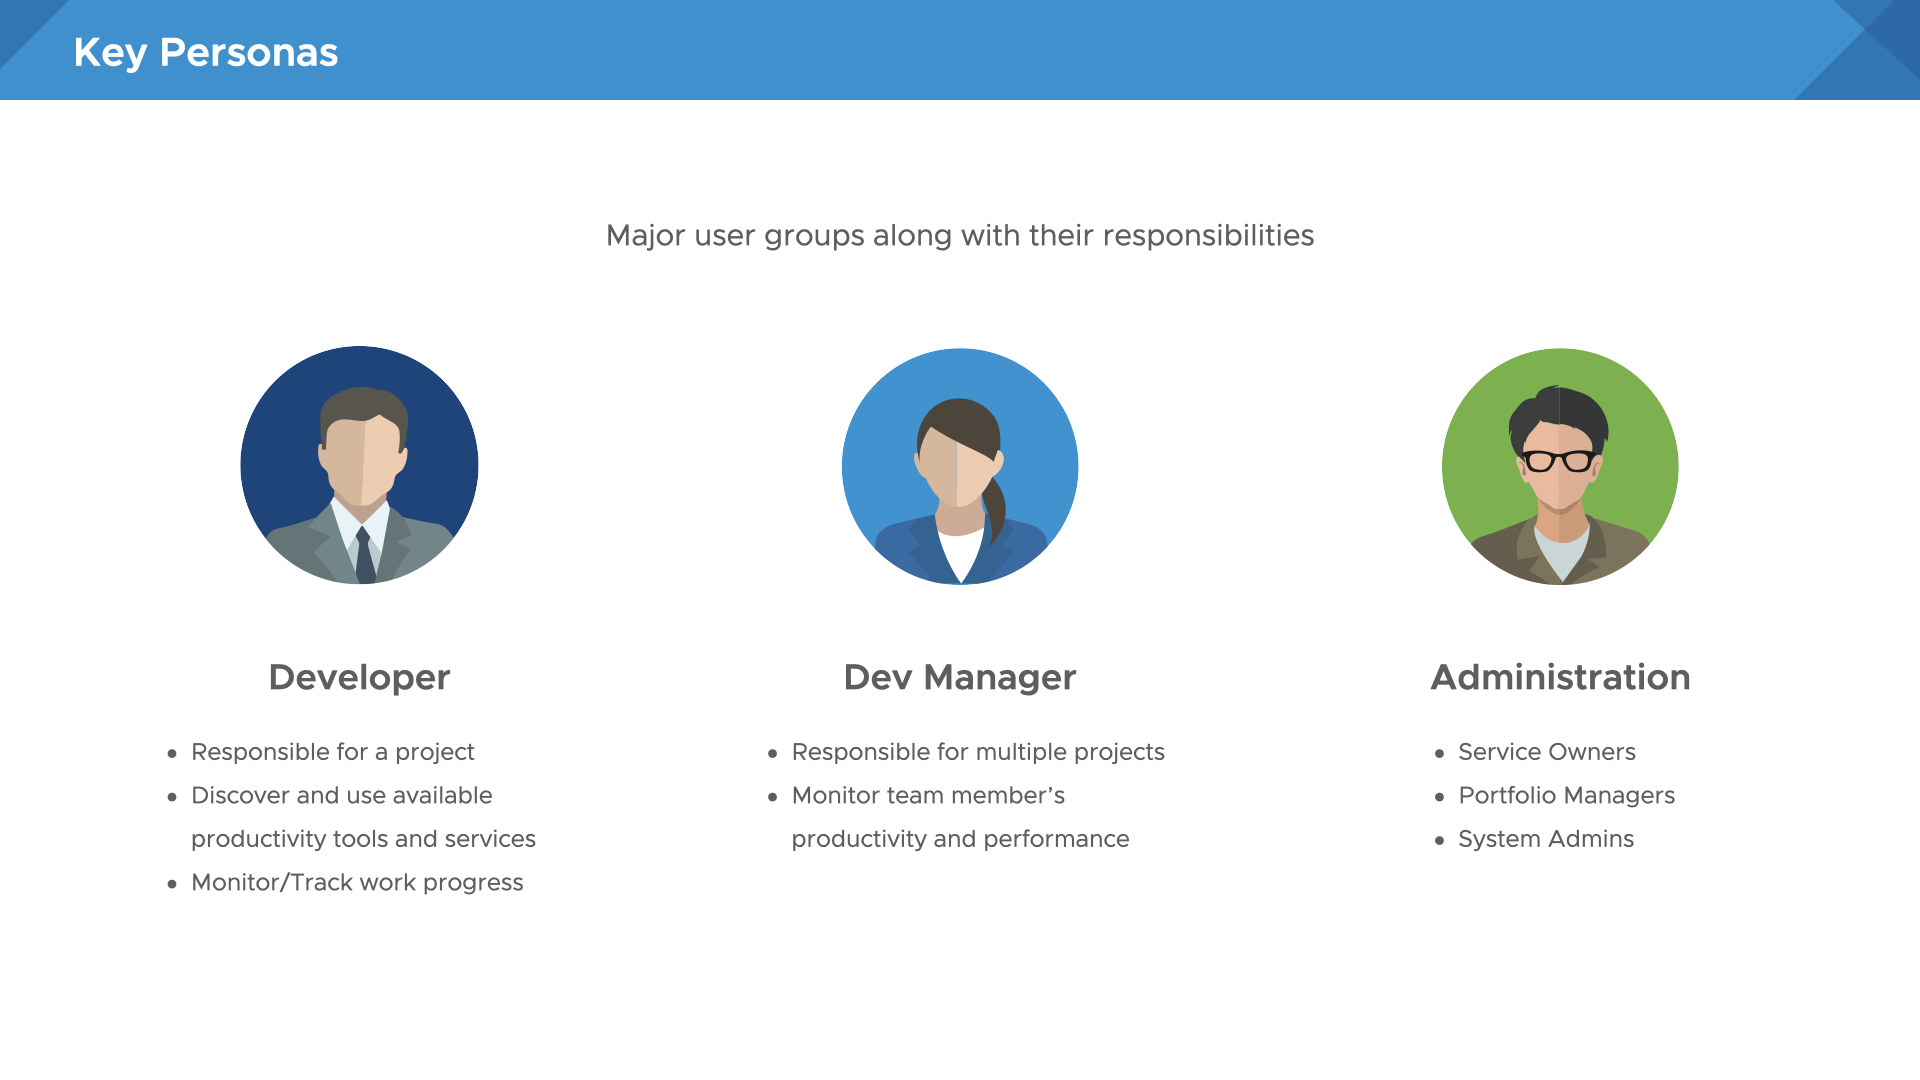 Key Personas
Major user groups along with their responsibilities
Developer
• Responsible for a project
• Discover and use available
productivity tools and services
• Monitor/Track work progress
Dev Manager
• Responsible for multiple projects
• Monitor team member’s
productivity and performance
Administration
• Service Owners
• Portfolio Managers
• System Admins